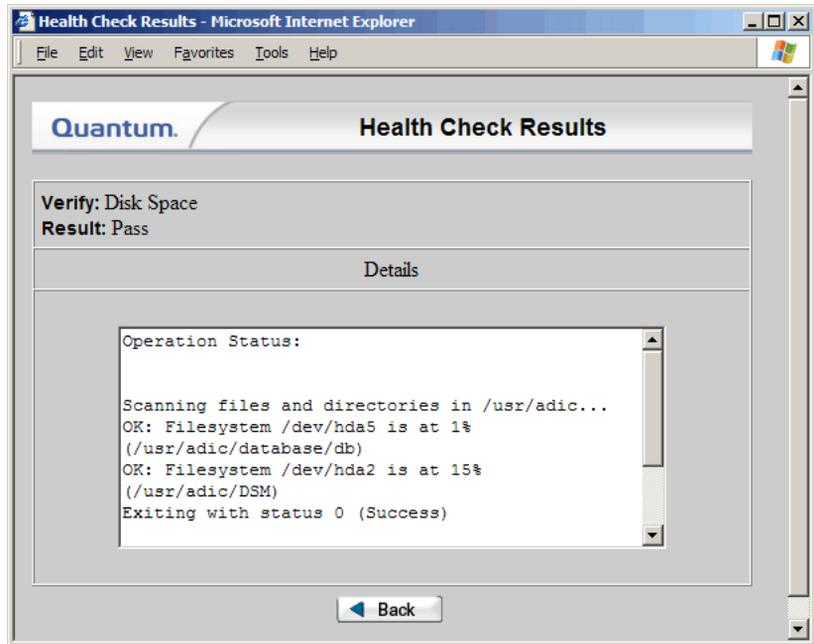 Health Check Results - Microsoft Internet Explorer
File Edit View Favorites Tools Help
Quantum.
Health Check Results
Verify: Disk Space
Result: Pass
Details
Operation Status:
Scanning files and directories in /usr/adic...
OK: Filesystem /dev/hda5 is at 1%
(/usr/adic/database/db)
OK: Filesystem /dev/hda2 is at 15%
(/usr/adic/DSM)
Exiting with status 0 (Success)
Back